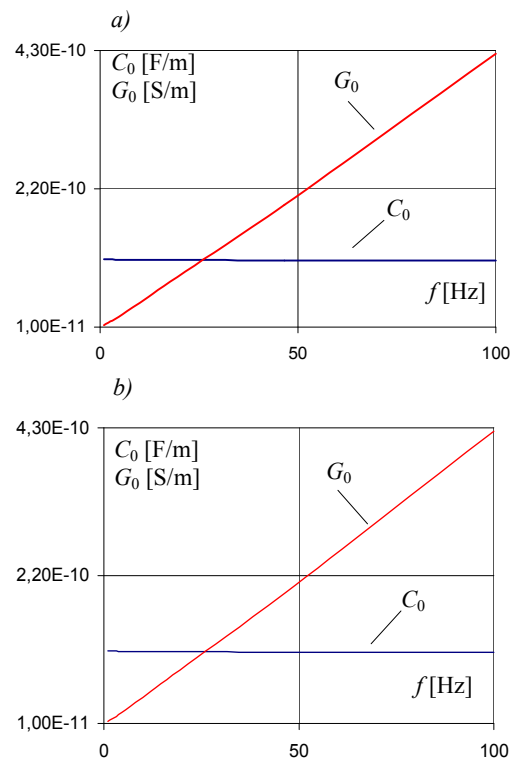 a)
4,30E-10
C₀ [F/m]
G₀ [S/m]
G₀
2,20E-10
C₀
f [Hz]
1,00E-11
0
50
100
b)
4,30E-10
C₀ [F/m]
G₀ [S/m]
G₀
2,20E-10
C₀
f [Hz]
1,00E-11
0
50
100